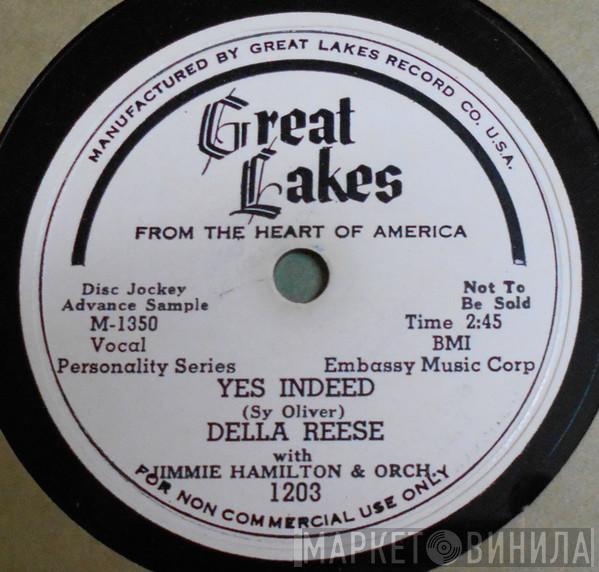 MANUFACTURED BY GREAT LAKES RECORD CO. U.S.A.
Great
Lakes
FROM THE HEART OF AMERICA
Disc Jockey
Advance Sample
M-1350
Vocal
Personality Series
Not To
Be Sold
Time 2:45
BMI
Embassy Music Corp
YES INDEED
(Sy Oliver)
DELLA REESE
with
JIMMIE HAMILTON & ORCH.
1203
FOR NON COMMERCIAL USE ONLY
МАРКЕТ ВИНИЛА